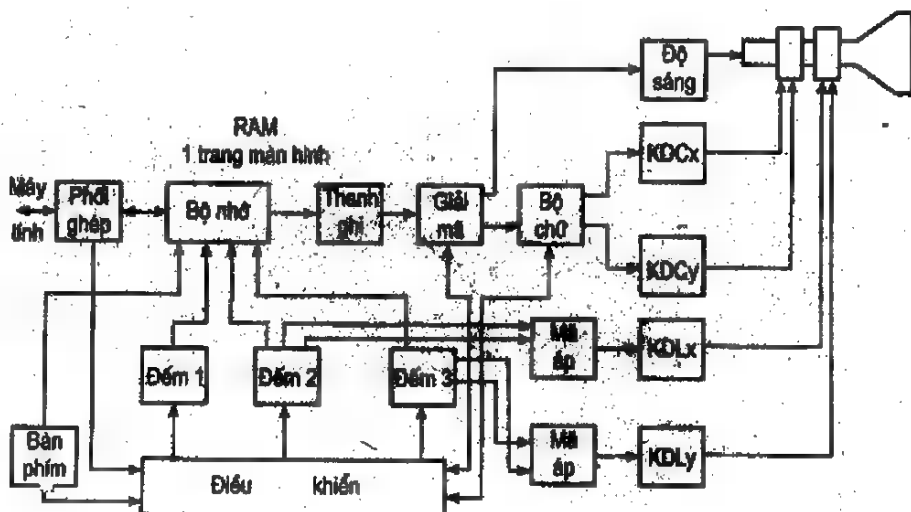 Độ
sáng
RAM
1 trang màn hình
KDCx
Máy
tính
Phối
ghép
Bộ nhớ
Thanh
ghi
Giải
mã
Bộ
chữ
KDCy
Đếm 1
Đếm 2
Đếm 3
Mã
áp
KDLx
Bàn
phím
Điều khiển
Mã
áp
KDLy